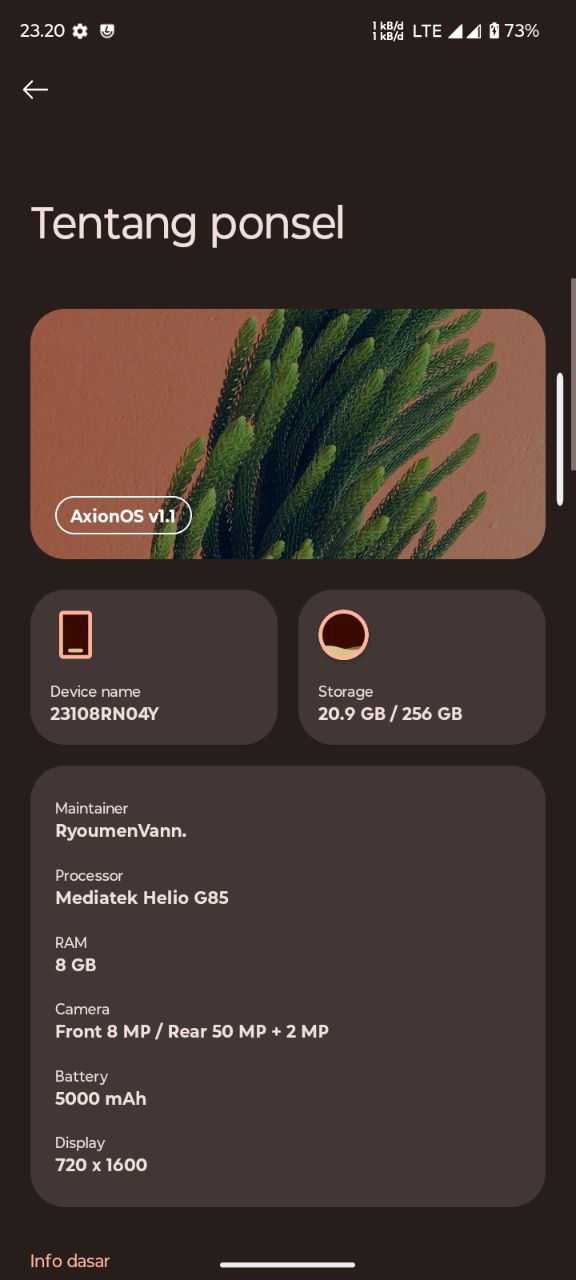 23.20
1 kB/d
1 kB/d
LTE
73%
Tentang ponsel
AxionOS v1.1
Device name
23108RN04Y
Storage
20.9 GB / 256 GB
Maintainer
RyoumenVann.
Processor
Mediatek Helio G85
RAM
8 GB
Camera
Front 8 MP / Rear 50 MP + 2 MP
Battery
5000 mAh
Display
720 x 1600
Info dasar